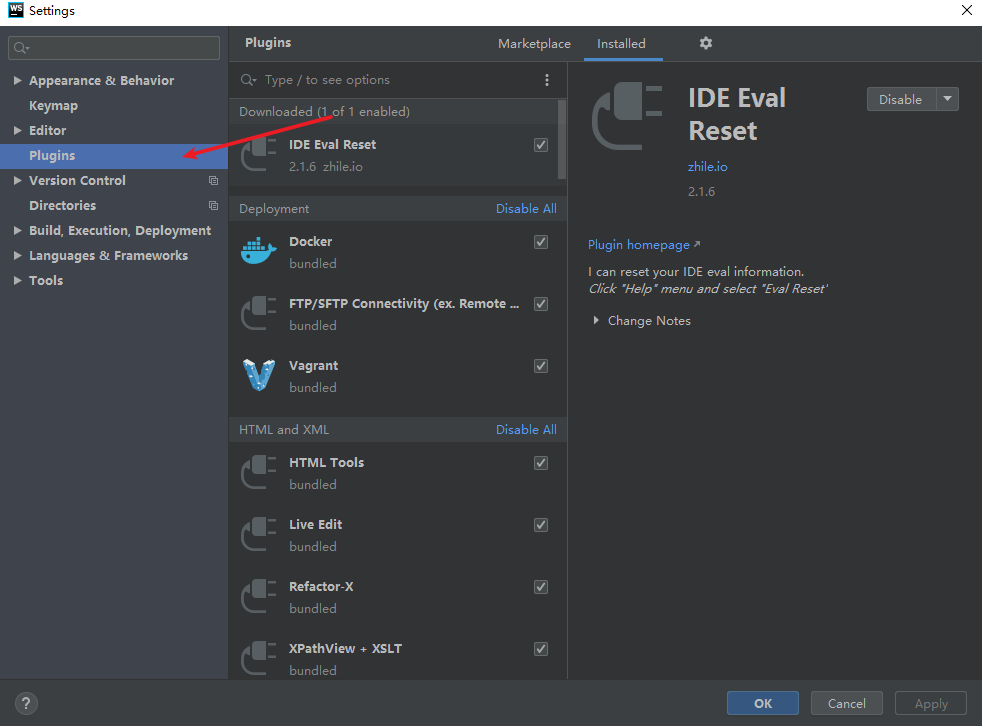 WS Settings
Plugins Marketplace Installed
Type / to see options
Appearance & Behavior
Keymap
Editor
Plugins
Version Control
Directories
Build, Execution, Deployment
Languages & Frameworks
Tools
Downloaded (1 of 1 enabled)
IDE Eval Reset
2.1.6 zhile.io
Deployment Disable All
Docker
bundled
FTP/SFTP Connectivity (ex. Remote ...
bundled
Vagrant
bundled
HTML and XML Disable All
HTML Tools
bundled
Live Edit
bundled
Refactor-X
bundled
XPathView + XSLT
bundled
IDE Eval
Reset
Disable
zhile.io
2.1.6
Plugin homepage
I can reset your IDE eval information.
Click "Help" menu and select "Eval Reset'
Change Notes
?
OK Cancel Apply